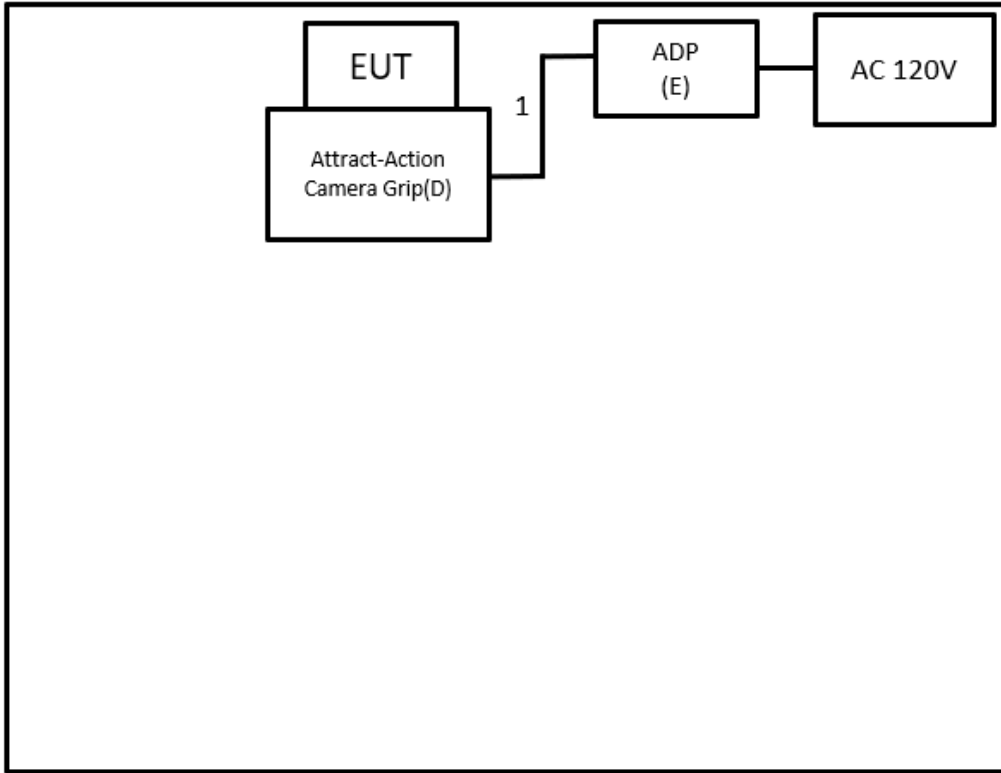 EUT
Attract-Action
Camera Grip(D)
1
ADP
(E)
AC 120V